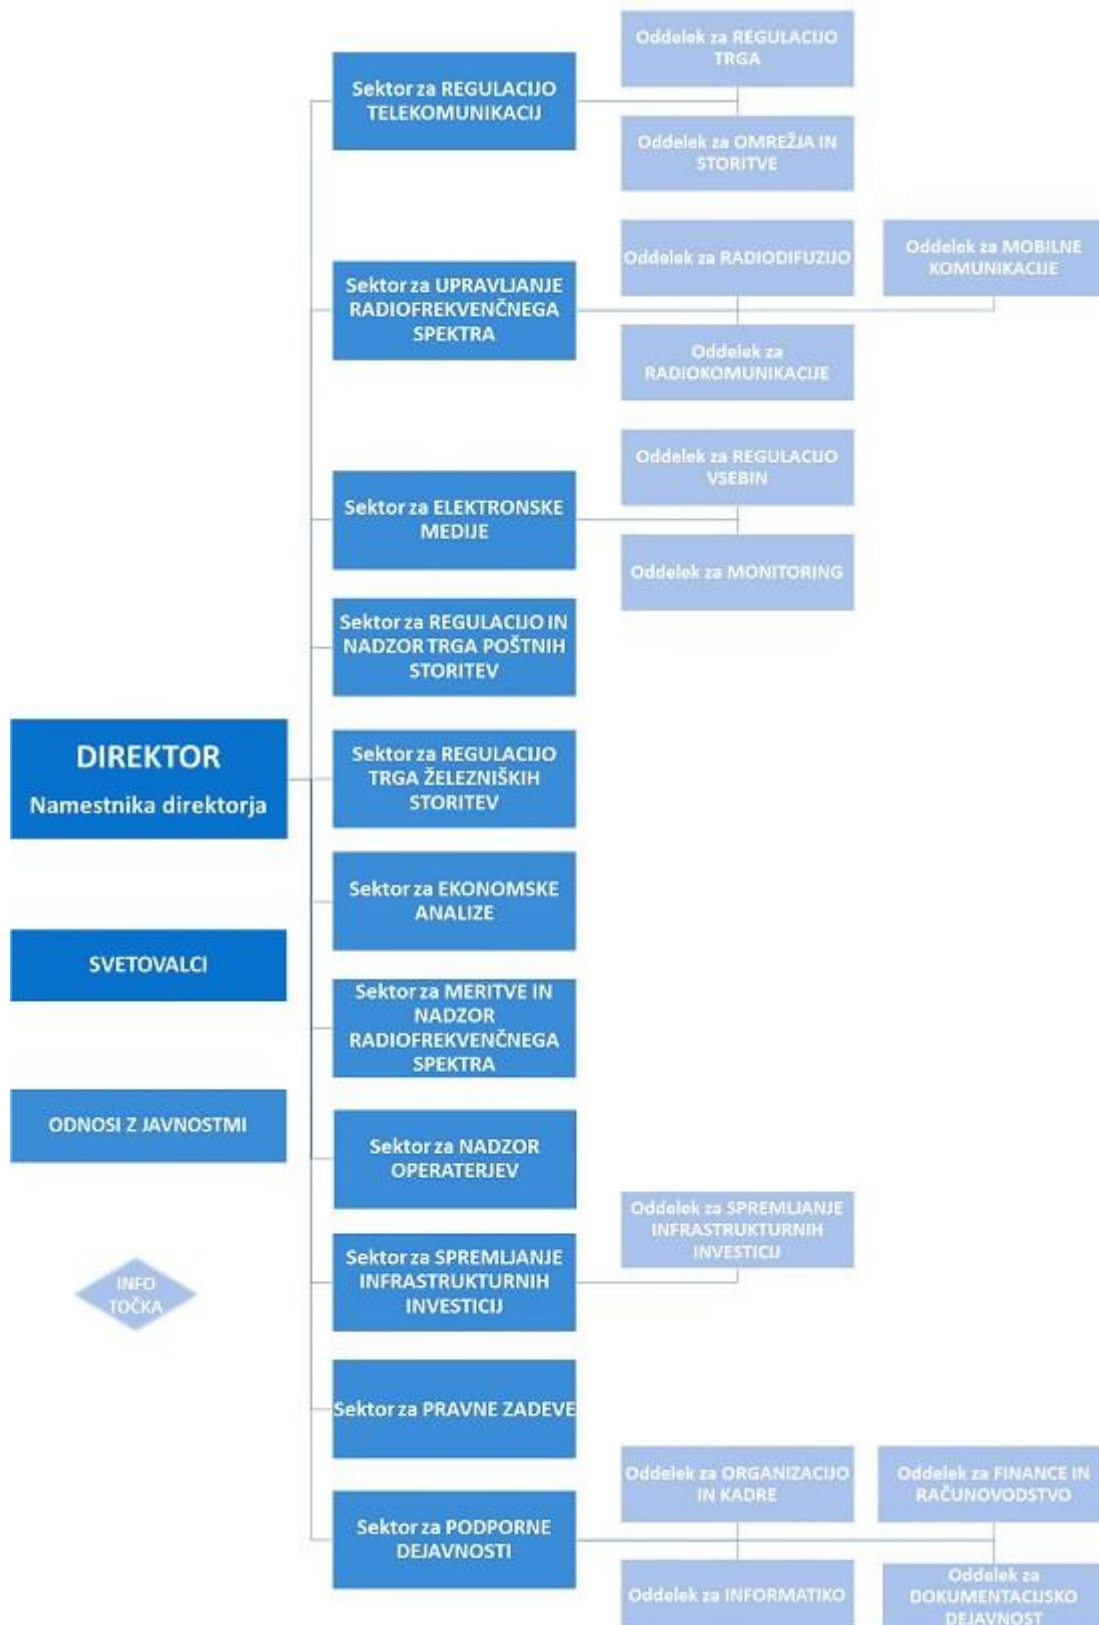 Oddelek za REGULACIJO
TRGA
Sektor za REGULACIJO
TELEKOMUNIKACIJ
Oddelek za OMREŽJA IN
STORITVE
Oddelek za RADIODIFUZIJO
Oddelek za MOBILNE
KOMUNIKACIJE
Sektor za UPRAVLJANJE
RADIOFREKVENČNEGA
SPEKTRA
Oddelek za
RADIOKOMUNIKACIJE
Oddelek za REGULACIJO
VSEBIN
Sektor za ELEKTRONSKE
MEDIJE
Oddelek za MONITORING
Sektor za REGULACIJO IN
NADZOR TRGA POŠTNIH
STORITEV
DIREKTOR
Namestnika direktorja
Sektor za REGULACIJO
TRGA ŽELEZNIŠKIH
STORITEV
Sektor za EKONOMSKE
ANALIZE
SVETOVALCI
Sektor za MERITVE IN
NADZOR
RADIOFREKVENČNEGA
SPEKTRA
ODNOSI Z JAVNOSTMI
Sektor za NADZOR
OPERATERJEV
Oddelek za SPREMLJANJE
INFRASTRUKTURNIH
INVESTICIJ
Sektor za SPREMLJANJE
INFRASTRUKTURNIH
INVESTICIJ
INFO
TOČKA
Sektor za PRAVNE ZADEVE
Oddelek za ORGANIZACIJO
IN KADRE
Oddelek za FINANCE IN
RAČUNOVODSTVO
Sektor za PODPORNE
DEJAVNOSTI
Oddelek za INFORMATIKO
Oddelek za
DOKUMENTACIJSKO
DEJAVNOST